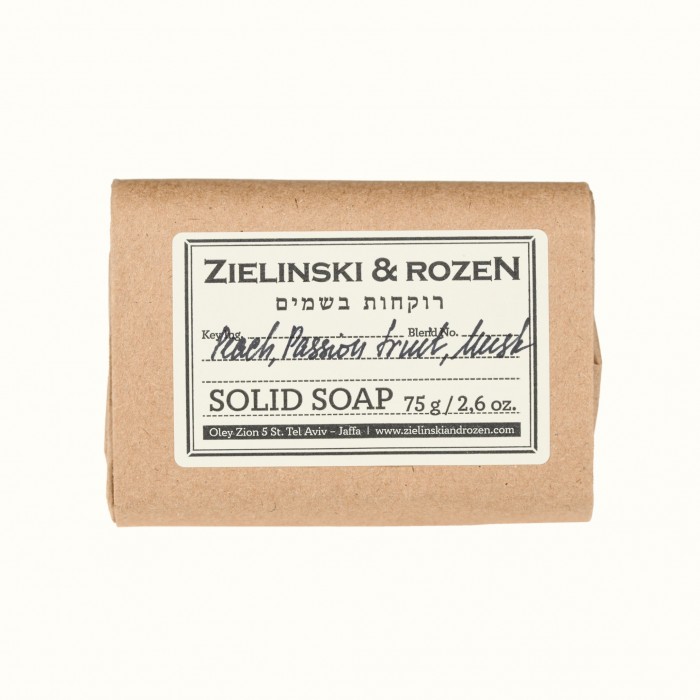 ZIELINSKI & ROZEN
רוקחות בשמים
Key Ing. Blend No.
Peach, Passion fruit, Musk
SOLID SOAP 75 g / 2,6 oz.
Oley Zion 5 St. Tel Aviv – Jaffa | www.zielinskiandrozen.com